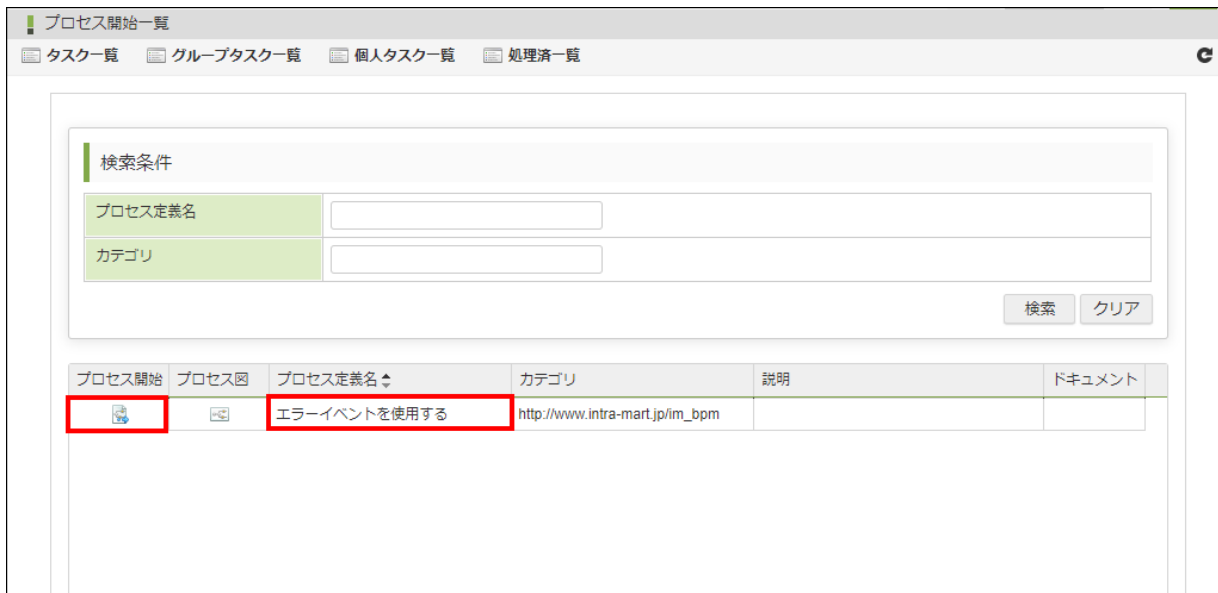 プロセス開始一覧
タスク一覧 グループタスク一覧 個人タスク一覧 処理済一覧
検索条件
プロセス定義名
カテゴリ
検索 クリア
プロセス開始 プロセス図 プロセス定義名 カテゴリ 説明 ドキュメント
エラーイベントを使用する http://www.intra-mart.jp/im_bpm